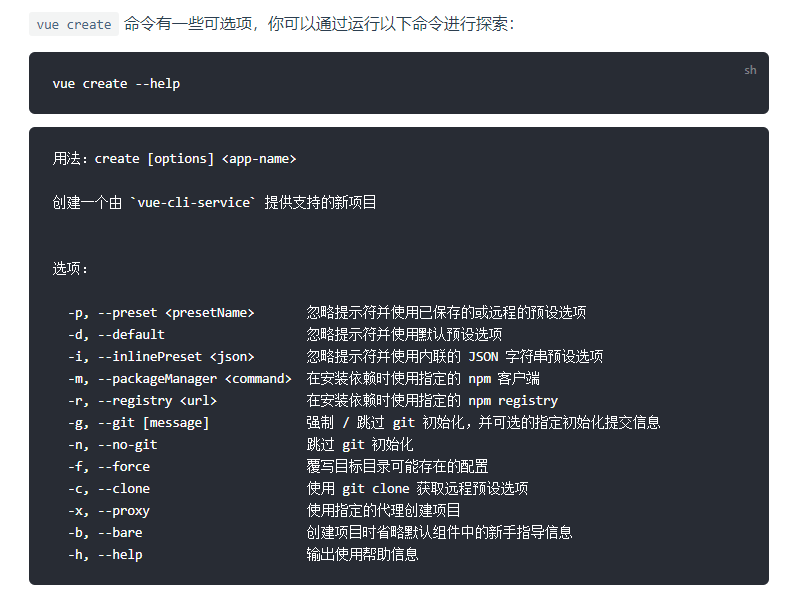 vue create 命令有一些可选项，你可以通过运行以下命令进行探索：
sh
vue create --help
用法：create [options] <app-name>
创建一个由 `vue-cli-service` 提供支持的新项目
选项：
-p, --preset <presetName>       忽略提示符并使用已保存的或远程的预设选项
-d, --default                   忽略提示符并使用默认预设选项
-i, --inlinePreset <json>       忽略提示符并使用内联的 JSON 字符串预设选项
-m, --packageManager <command>  在安装依赖时使用指定的 npm 客户端
-r, --registry <url>            在安装依赖时使用指定的 npm registry
-g, --git [message]             强制 / 跳过 git 初始化，并可选的指定初始化提交信息
-n, --no-git                    跳过 git 初始化
-f, --force                     覆写目标目录可能存在的配置
-c, --clone                     使用 git clone 获取远程预设选项
-x, --proxy                     使用指定的代理创建项目
-b, --bare                      创建项目时省略默认组件中的新手指导信息
-h, --help                      输出使用帮助信息